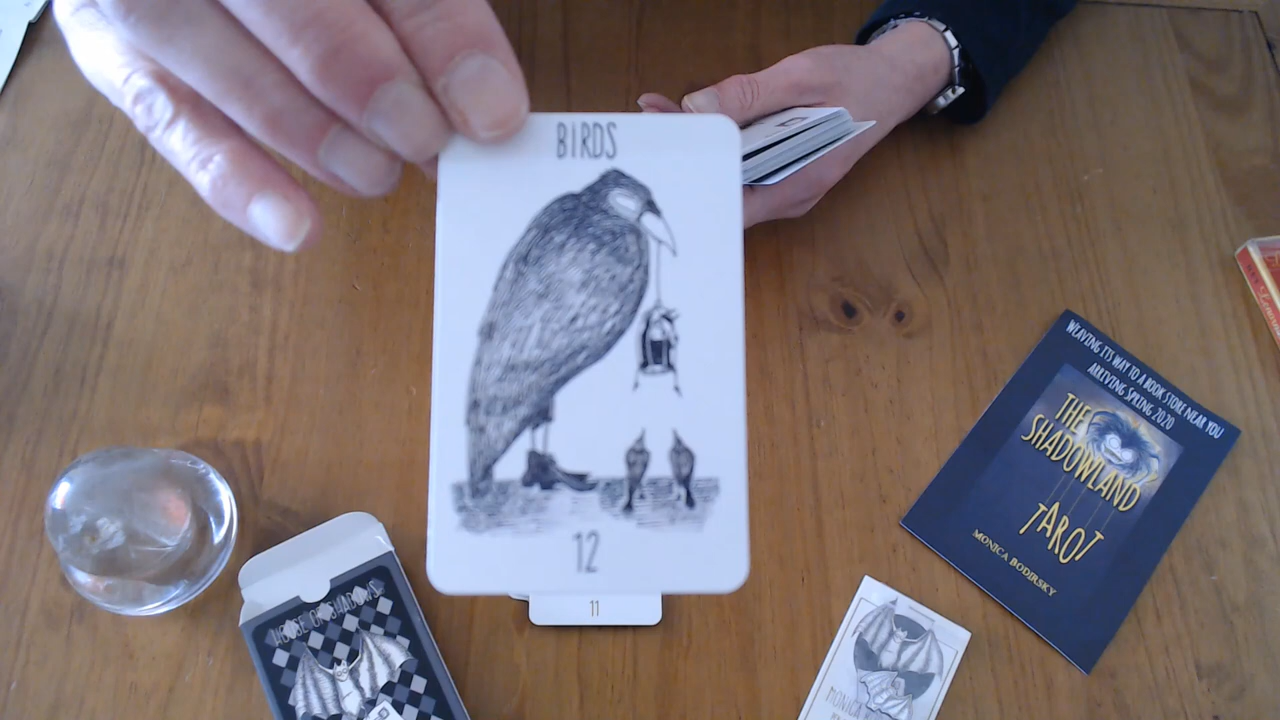 BIRDS
12
11
WEAVING ITS WAY TO A BOOK STORE NEAR YOU
ARRIVING SPRING 2020
THE
SHADOWLAND
TAROT
MONICA BODIRSKY
HOUSE OF SHADOWS
MONICA